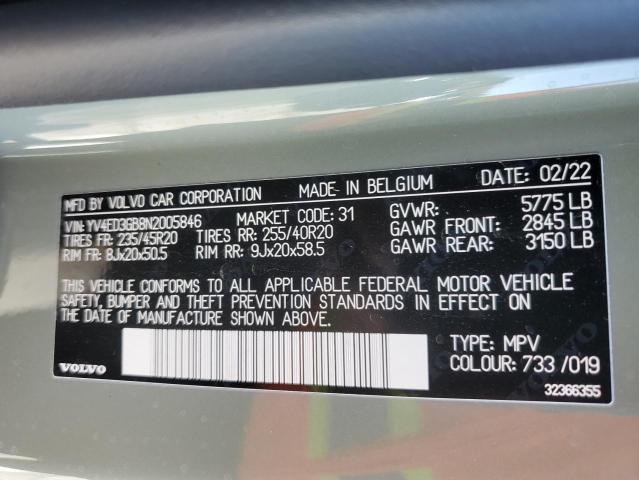 MFD BY VOLVO CAR CORPORATION MADE IN BELGIUM DATE: 02/22
VIN: YV4ED3GB8N2005846 MARKET CODE: 31 GVWR: 5775 LB
TIRES FR: 235/45R20 TIRES RR: 255/40R20 GAWR FRONT: 2845 LB
RIM FR: 8Jx20x50.5 RIM RR: 9Jx20x58.5 GAWR REAR: 3150 LB
THIS VEHICLE CONFORMS TO ALL APPLICABLE FEDERAL MOTOR VEHICLE
SAFETY, BUMPER AND THEFT PREVENTION STANDARDS IN EFFECT ON
THE DATE OF MANUFACTURE SHOWN ABOVE.
TYPE: MPV
VOLVO COLOUR: 733 /019
32366355